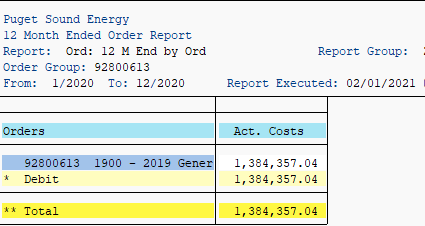 Puget Sound Energy
12 Month Ended Order Report
Report: Ord: 12 M End by Ord Report Group:
Order Group: 92800613
From: 1/2020 To: 12/2020 Report Executed: 02/01/2021
Orders Act. Costs
92800613 1900 - 2019 Gener 1,384,357.04
* Debit 1,384,357.04
** Total 1,384,357.04